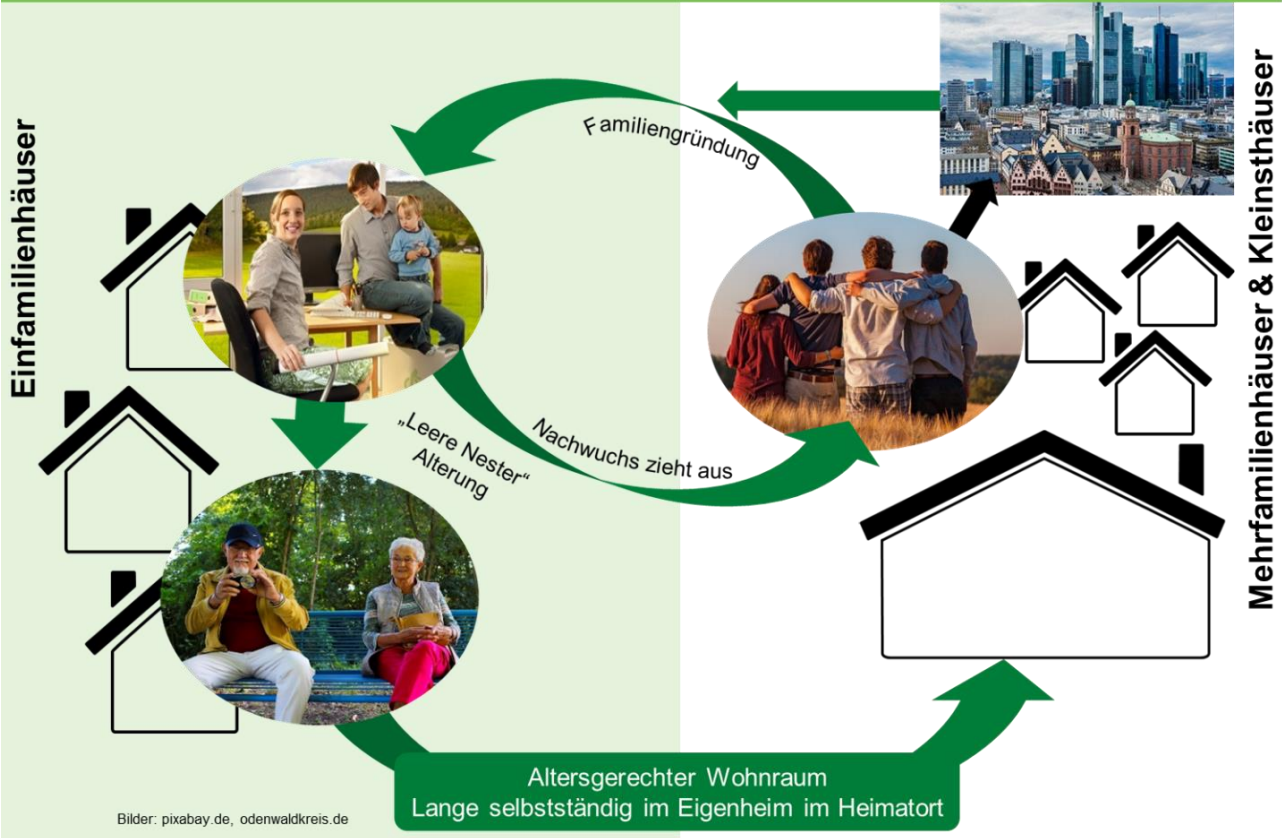 Einfamilienhäuser
Familiengründung
Mehrfamilienhäuser & Kleinsthäuser
„Leere Nester“
Alterung
Nachwuchs zieht aus
Altersgerechter Wohnraum
Lange selbstständig im Eigenheim im Heimatort
Bilder: pixabay.de, odenwaldkreis.de